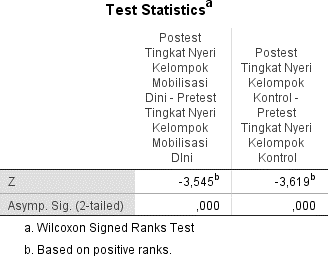 Test Statistics^a
Postest
Tingkat Nyeri
Kelompok
Mobilisasi
Dini - Pretest
Tingkat Nyeri
Kelompok
Mobilisasi
DIni
Postest
Tingkat Nyeri
Kelompok
Kontrol -
Pretest
Tingkat Nyeri
Kelompok
Kontrol
Z -3,545^b -3,619^b
Asymp. Sig. (2-tailed) ,000 ,000
a. Wilcoxon Signed Ranks Test
b. Based on positive ranks.